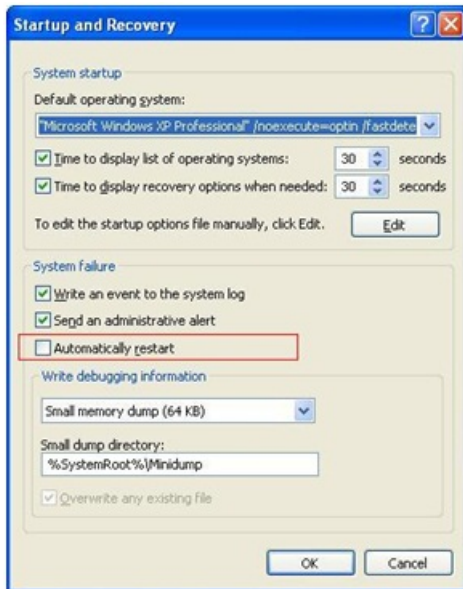 Startup and Recovery
System startup
Default operating system:
"Microsoft Windows XP Professional" /noexecute=optin /fastdete
Time to display list of operating systems: 30 seconds
Time to display recovery options when needed: 30 seconds
To edit the startup options file manually, click Edit. Edit
System failure
Write an event to the system log
Send an administrative alert
Automatically restart
Write debugging information
Small memory dump (64 KB)
Small dump directory:
%SystemRoot%\Minidump
Overwrite any existing file
OK Cancel